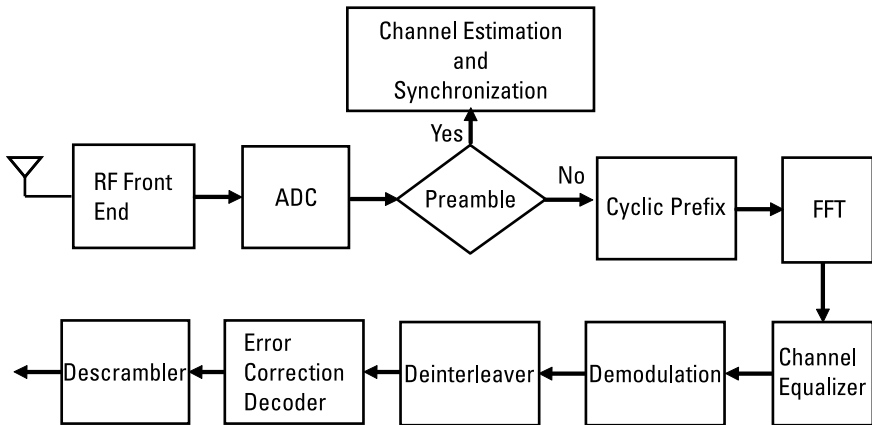 Channel Estimation
and
Synchronization
Yes
RF Front
End
ADC
Preamble
No
Cyclic Prefix
FFT
Descrambler
Error
Correction
Decoder
Deinterleaver
Demodulation
Channel
Equalizer